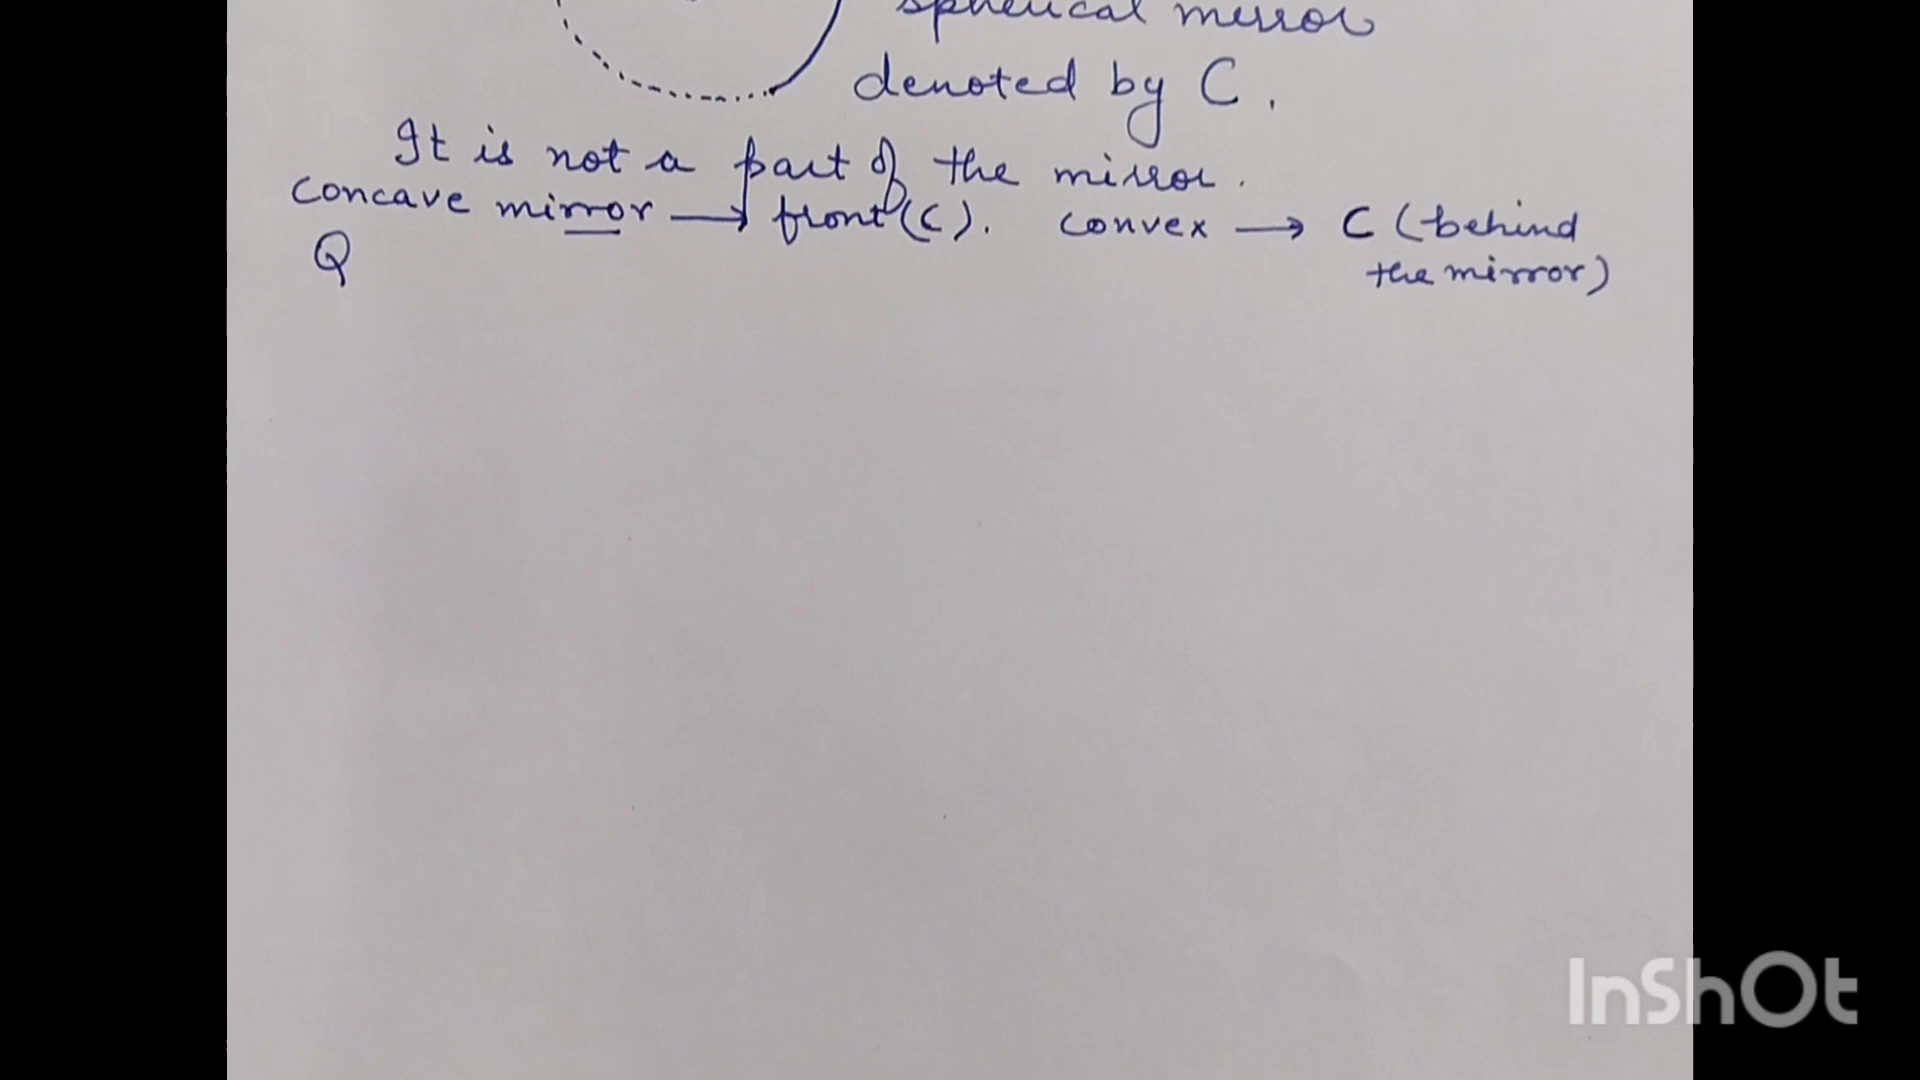 spherical mirror
denoted by C.
It is not a part of the mirror.
concave mirror → front (C). convex → C (behind
the mirror)
Q
InShOt